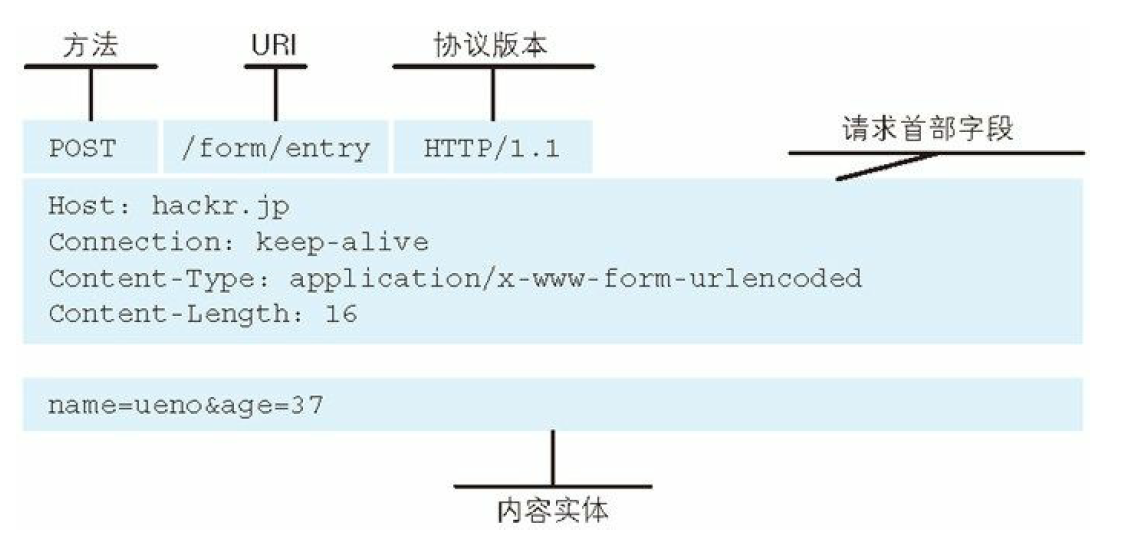 方法 URI 协议版本
请求首部字段
POST /form/entry HTTP/1.1
Host: hackr.jp
Connection: keep-alive
Content-Type: application/x-www-form-urlencoded
Content-Length: 16
name=ueno&age=37
内容实体